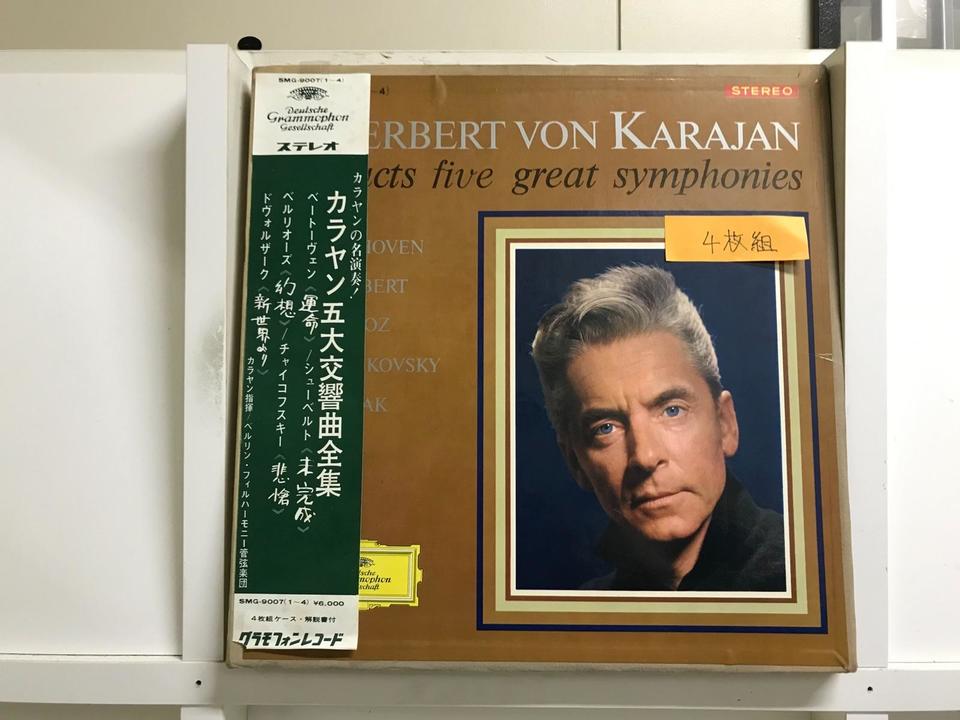 SMG-9007(1~4)
Deutsche
Grammophon
Gesellschaft
ステレオ
カラヤンの名演奏!
カラヤン五大交響曲全集
ベートーヴェン《運命》/シューベルト《未完成》
ベルリオーズ《幻想》/チャイコフスキー《悲愴》
ドヴォルザーク《新世界より》
カラヤン指揮/ベルリン・フィルハーモニー管弦楽団
SMG-9007(1~4) ¥6,000
4枚組ケース・解説書付
グラモフォンレコード
~4)
STEREO
ERBERT VON KARAJAN
ucts five great symphonies
4枚組
HOVEN
BERT
OZ
KOVSKY
AK
tsche
mmophon
schaft